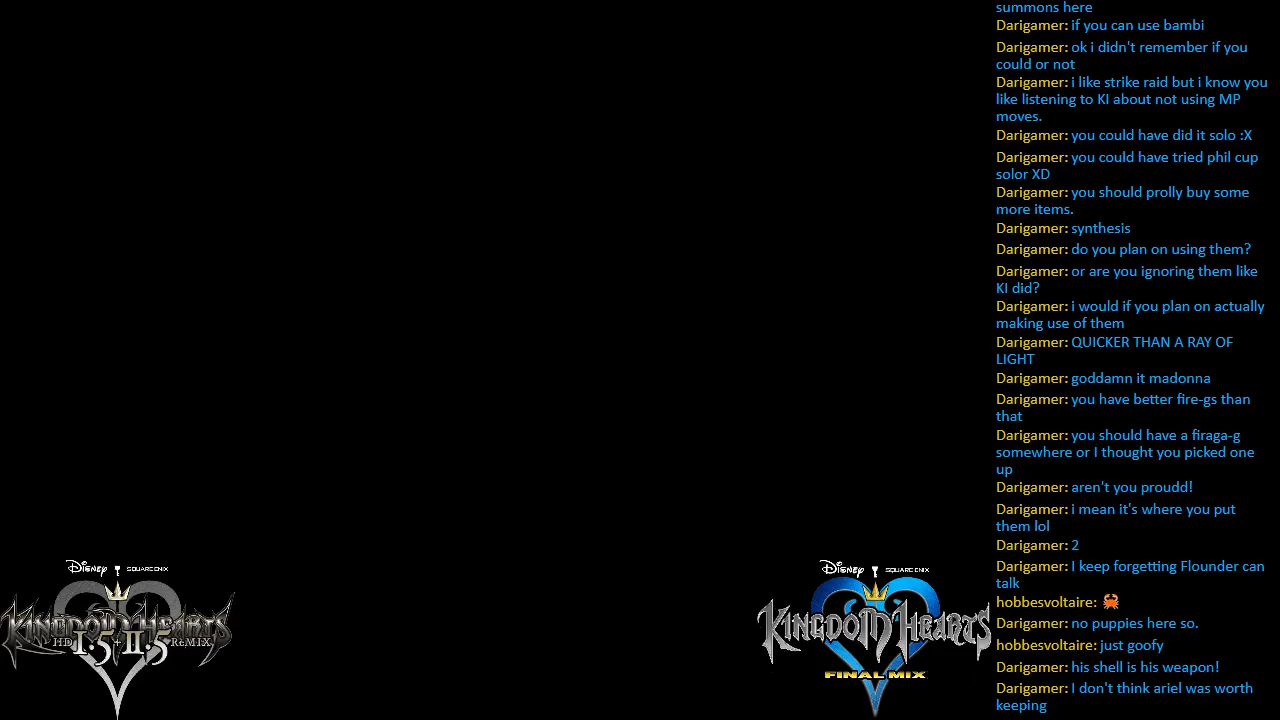 summons here
Darigamer: if you can use bambi
Darigamer: ok i didn't remember if you
could or not
Darigamer: i like strike raid but i know you
like listening to KI about not using MP
moves.
Darigamer: you could have did it solo :X
Darigamer: you could have tried phil cup
solor XD
Darigamer: you should prolly buy some
more items.
Darigamer: synthesis
Darigamer: do you plan on using them?
Darigamer: or are you ignoring them like
KI did?
Darigamer: i would if you plan on actually
making use of them
Darigamer: QUICKER THAN A RAY OF
LIGHT
Darigamer: goddamn it madonna
Darigamer: you have better fire-gs than
that
Darigamer: you should have a firaga-g
somewhere or I thought you picked one
up
Darigamer: aren't you proudd!
Darigamer: i mean it's where you put
them lol
Darigamer: 2
Darigamer: I keep forgetting Flounder can
talk
hobbesvoltaire: 🦀
Darigamer: no puppies here so.
hobbesvoltaire: just goofy
Darigamer: his shell is his weapon!
Darigamer: I don't think ariel was worth
keeping
Disney SQUARE ENIX
KINGDOM HEARTS
HD I.5+II.5 ReMIX
Disney SQUARE ENIX
KINGDOM HEARTS
FINAL MIX